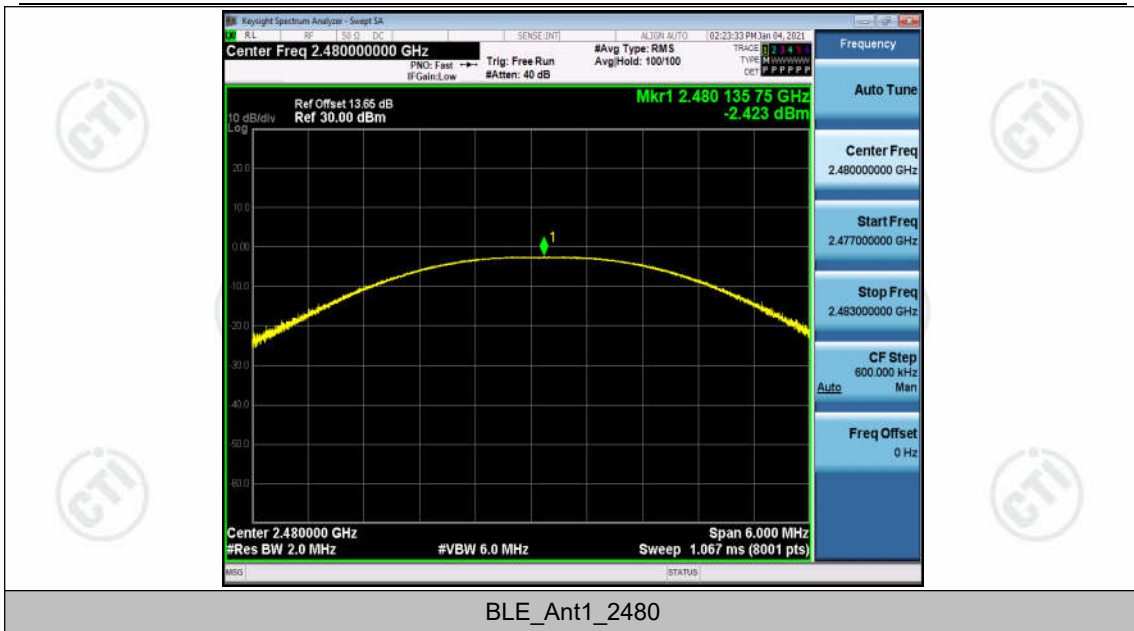 Keysight Spectrum Analyzer - Swept SA
RL RF 50 Ω DC SENSE:INT ALIGN AUTO 02:23:33 PM Jan 04, 2021
Center Freq 2.480000000 GHz
PNO: Fast
IFGain:Low
Trig: Free Run
#Atten: 40 dB
#Avg Type: RMS
Avg|Hold: 100/100
TRACE 1 2 3 4 5 6
TYPE M WWWWW
DET P P P P P P
Frequency
Ref Offset 13.65 dB
10 dB/div Ref 30.00 dBm
Log
Mkr1 2.480 135 75 GHz
-2.423 dBm
1
20.0
10.0
0.00
-10.0
-20.0
-30.0
-40.0
-50.0
-60.0
Center 2.480000 GHz Span 6.000 MHz
#Res BW 2.0 MHz #VBW 6.0 MHz Sweep 1.067 ms (8001 pts)
Auto Tune
Center Freq
2.480000000 GHz
Start Freq
2.477000000 GHz
Stop Freq
2.483000000 GHz
CF Step
600.000 kHz
Auto Man
Freq Offset
0 Hz
MSG STATUS
CTI
CTI
CTI
CTI
BLE_Ant1_2480